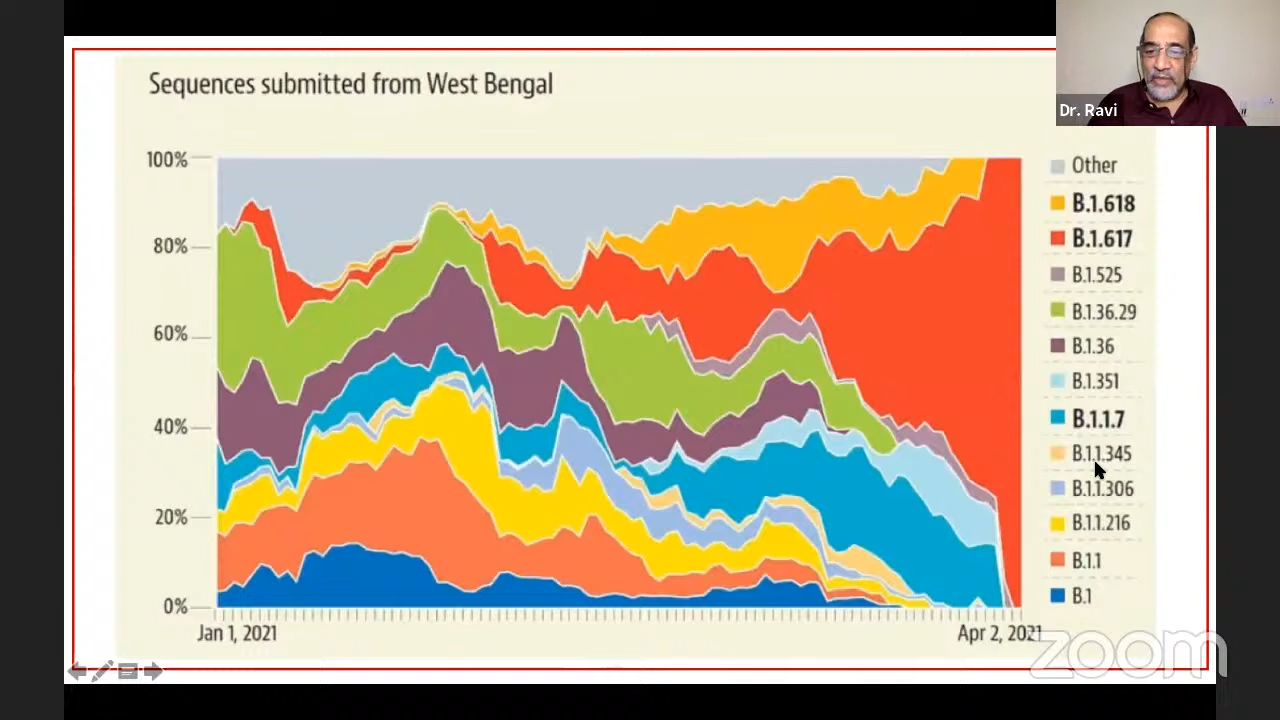 Sequences submitted from West Bengal
Dr. Ravi
100%
80%
60%
40%
20%
0%
Jan 1, 2021
Apr 2, 2021
Other
B.1.618
B.1.617
B.1.525
B.1.36.29
B.1.36
B.1.351
B.1.1.7
B.1.1.345
B.1.1.306
B.1.1.216
B.1.1
B.1
zoom